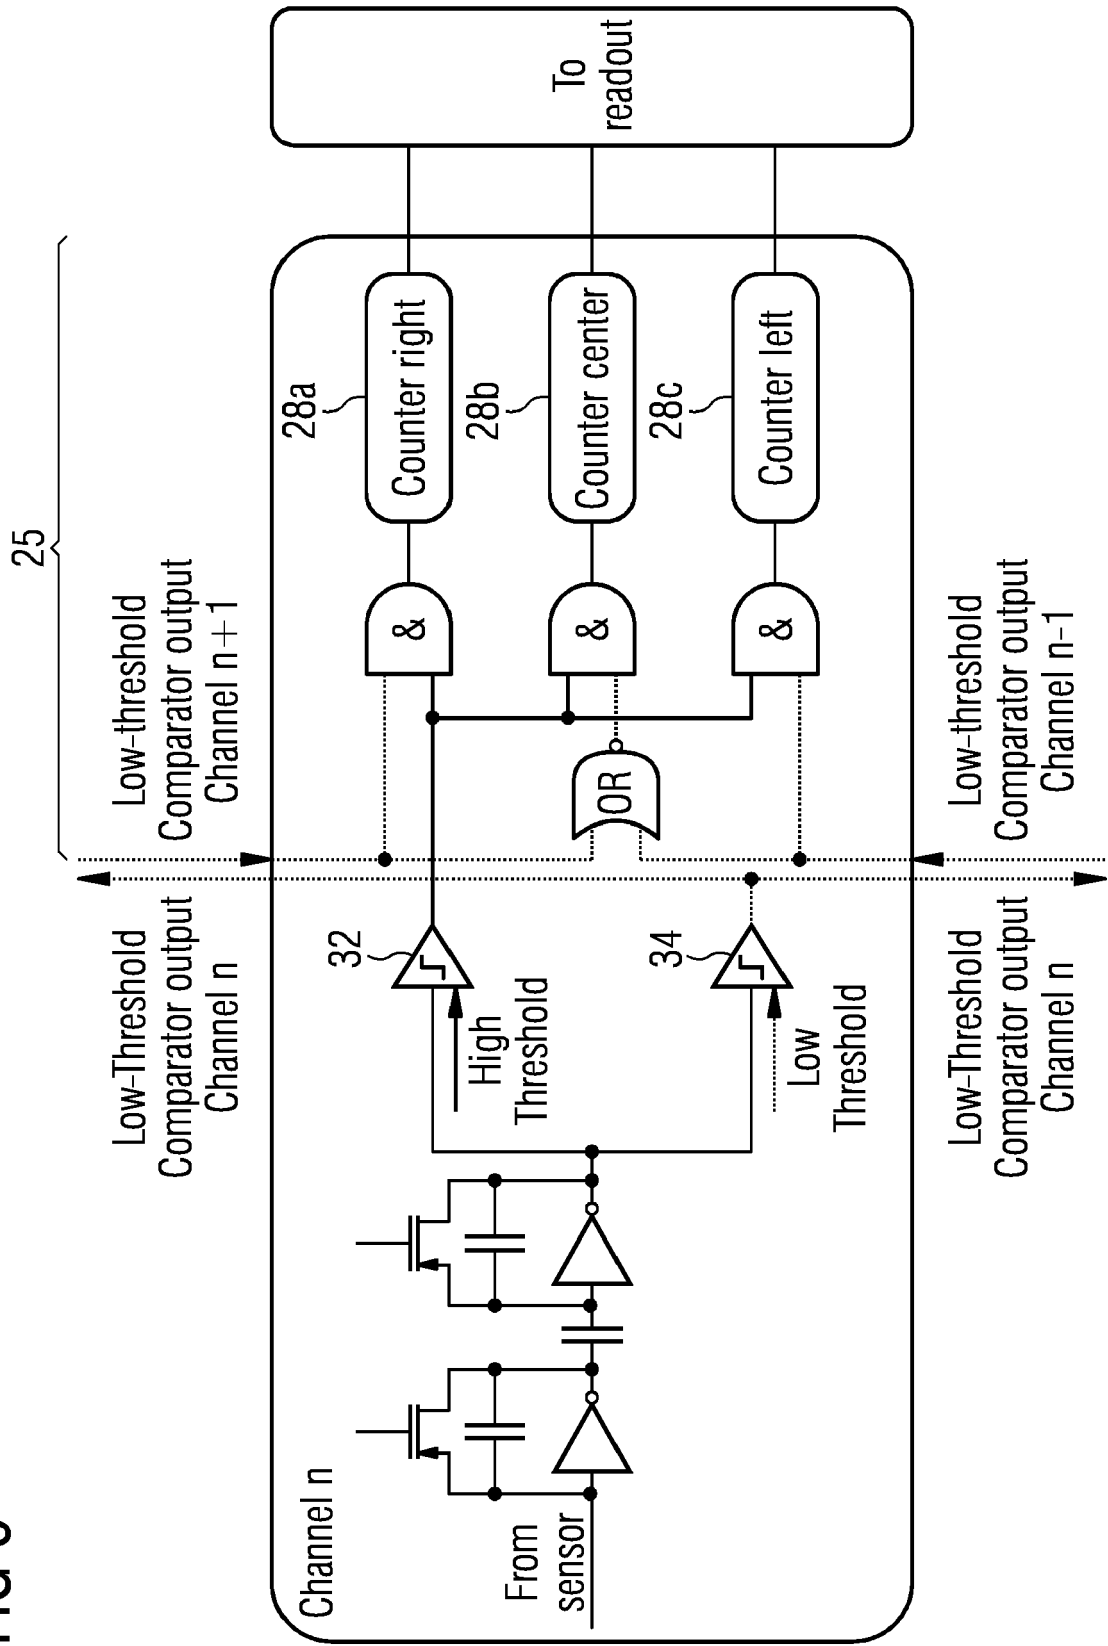 25
Low-Threshold
Comparator output
Channel n
Low-threshold
Comparator output
Channel n+1
Channel n
From
sensor
High
Threshold
32
Low
Threshold
34
OR
&
&
&
28a
Counter right
28b
Counter center
28c
Counter left
To
readout
Low-Threshold
Comparator output
Channel n
Low-threshold
Comparator output
Channel n-1